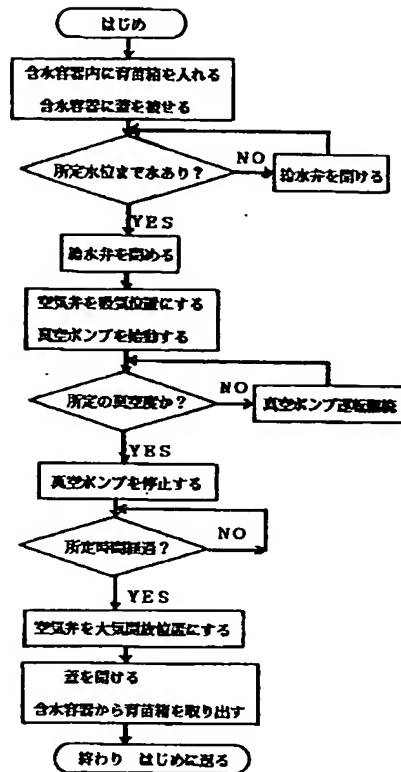 はじめ
含水容器内に育苗箱を入れる
含水容器に蓋を被せる
所定水位まで水あり？
NO
給水弁を開ける
YES
給水弁を閉める
空気弁を吸気位置にする
真空ポンプを始動する
所定の真空度か？
NO
真空ポンプ運転継続
YES
真空ポンプを停止する
所定時間経過？
NO
YES
空気弁を大気開放位置にする
蓋を開ける
含水容器から育苗箱を取り出す
終わり はじめに返る